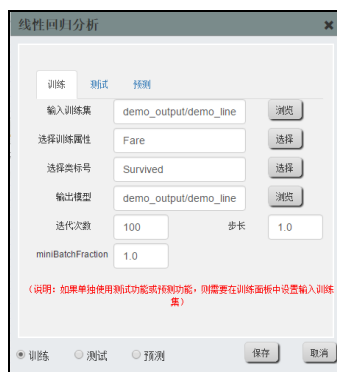 线性回归分析 ×
训练 测试 预测
输入训练集 demo_output/demo_line 浏览
选择训练属性 Fare 选择
选择类标号 Survived 选择
输出模型 demo_output/demo_line 浏览
迭代次数 100 步长 1.0
miniBatchFraction 1.0
（说明：如果单独使用测试功能或预测功能，则需要在训练面板中设置输入训练
集）
训练 测试 预测 保存 取消